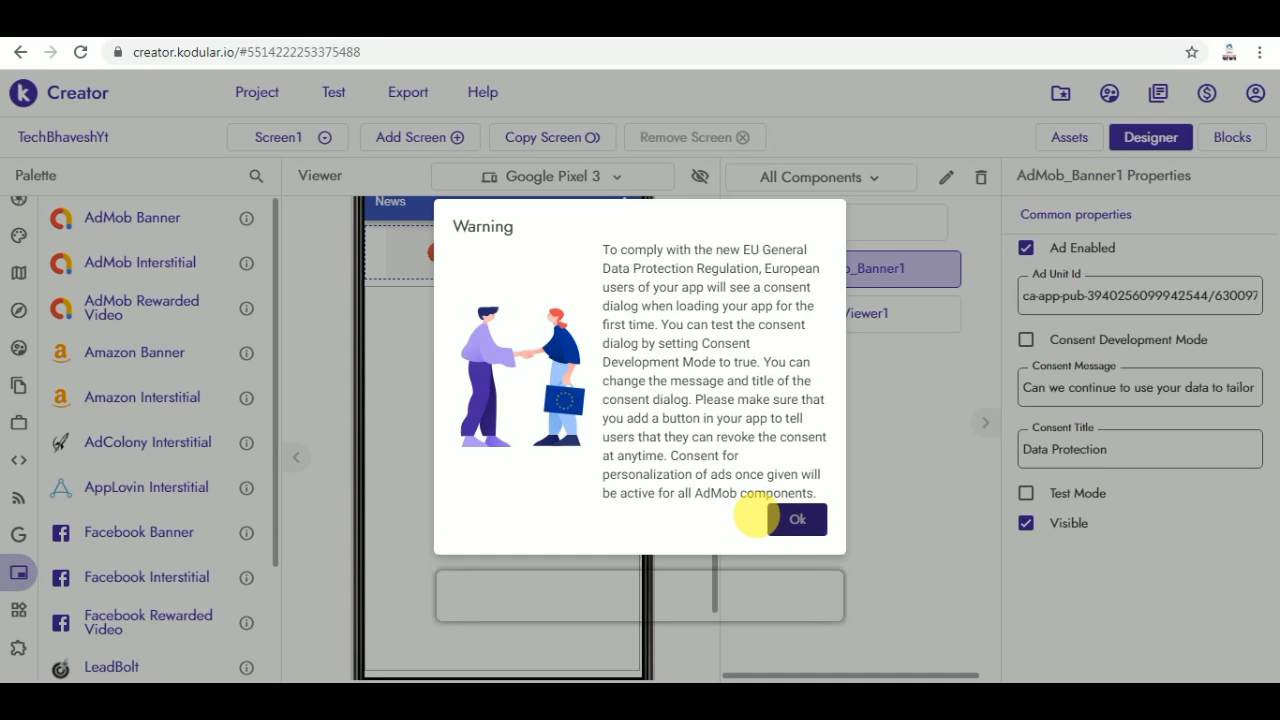 creator.kodular.io/#5514222253375488
Creator
Project
Test
Export
Help
TechBhaveshYt
Screen1
Add Screen
Copy Screen
Remove Screen
Assets
Designer
Blocks
Palette
Viewer
Google Pixel 3
All Components
AdMob_Banner1 Properties
AdMob Banner
AdMob Interstitial
AdMob Rewarded
Video
Amazon Banner
Amazon Interstitial
AdColony Interstitial
AppLovin Interstitial
Facebook Banner
Facebook Interstitial
Facebook Rewarded
Video
LeadBolt
News
Warning
To comply with the new EU General
Data Protection Regulation, European
users of your app will see a consent
dialog when loading your app for the
first time. You can test the consent
dialog by setting Consent
Development Mode to true. You can
change the message and title of the
consent dialog. Please make sure that
you add a button in your app to tell
users that they can revoke the consent
at anytime. Consent for
personalization of ads once given will
be active for all AdMob components.
Ok
b_Banner1
Viewer1
Common properties
Ad Enabled
Ad Unit Id
ca-app-pub-3940256099942544/630097
Consent Development Mode
Consent Message
Can we continue to use your data to tailor
Consent Title
Data Protection
Test Mode
Visible